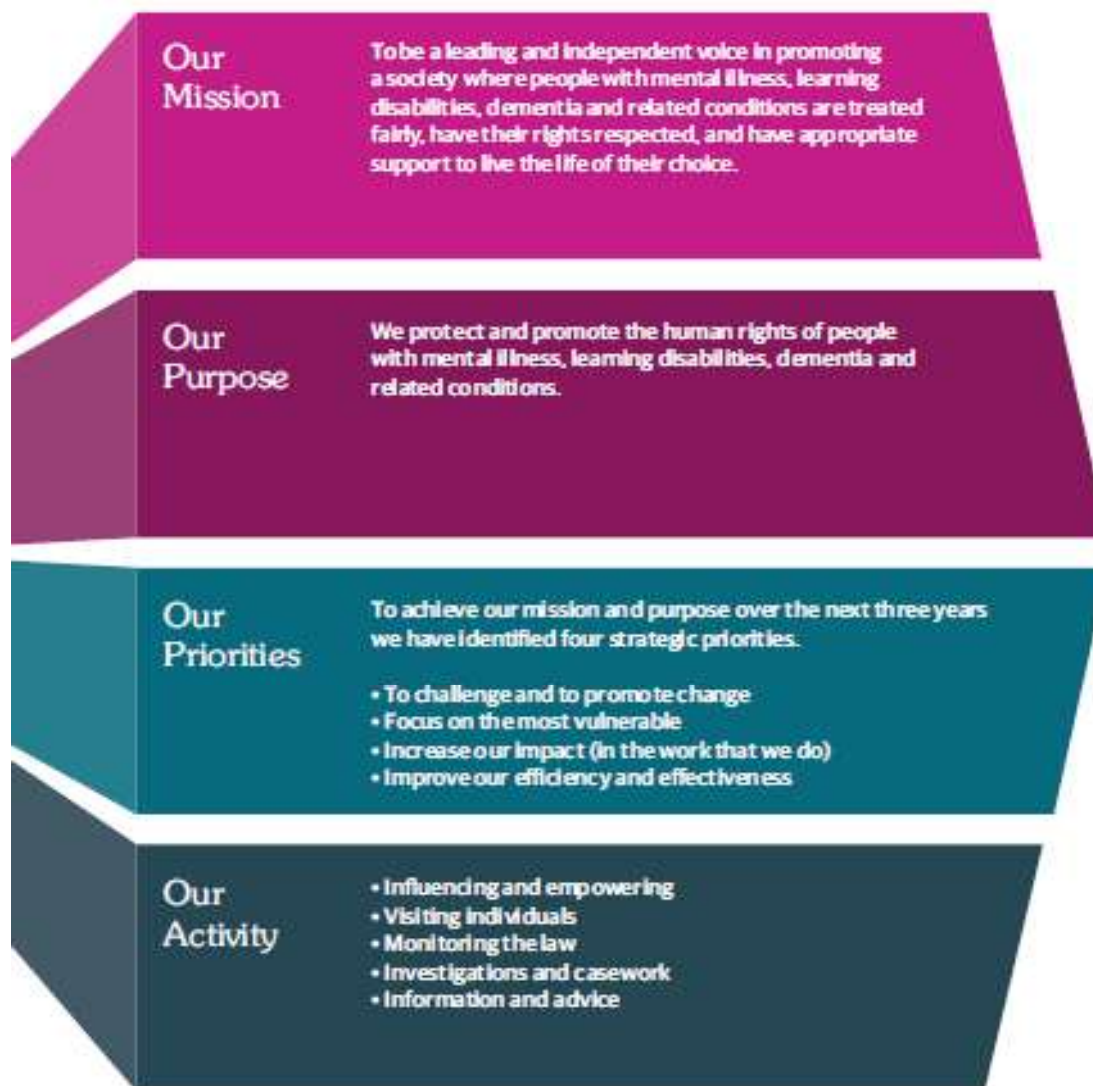 Our
Mission
To be a leading and independent voice in promoting
a society where people with mental illness, learning
disabilities, dementia and related conditions are treated
fairly, have their rights respected, and have appropriate
support to live the life of their choice.
Our
Purpose
We protect and promote the human rights of people
with mental illness, learning disabilities, dementia and
related conditions.
Our
Priorities
To achieve our mission and purpose over the next three years
we have identified four strategic priorities.
• To challenge and to promote change
• Focus on the most vulnerable
• Increase our impact (in the work that we do)
• Improve our efficiency and effectiveness
Our
Activity
• Influencing and empowering
• Visiting individuals
• Monitoring the law
• Investigations and casework
• Information and advice